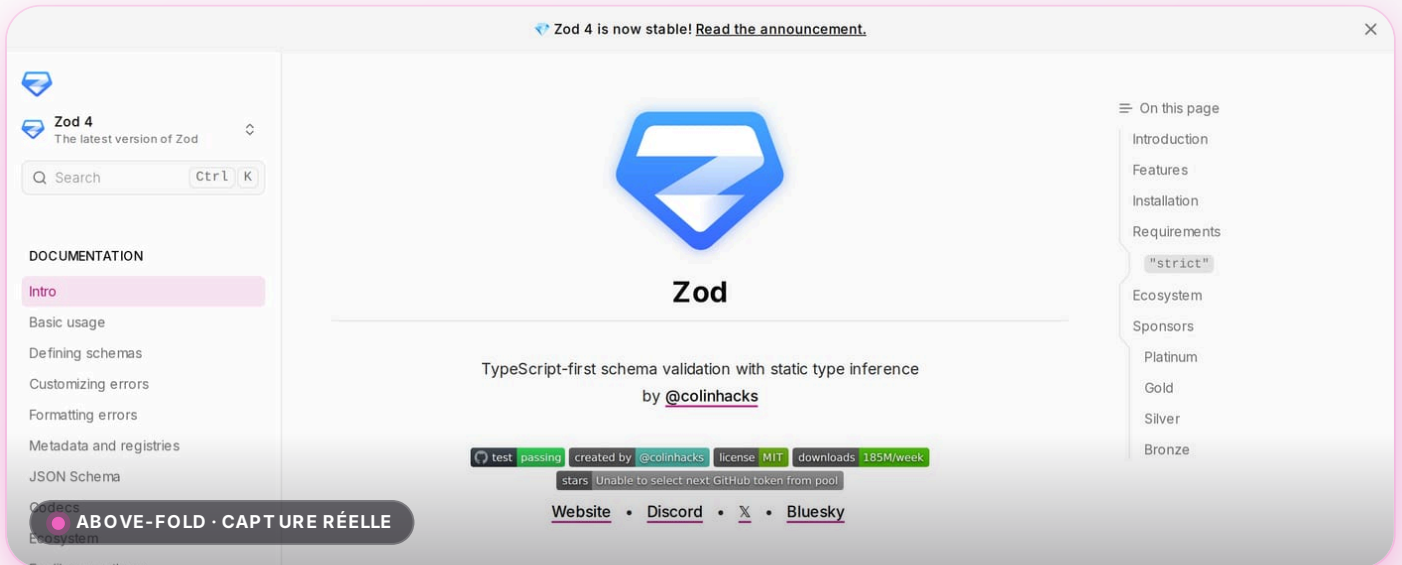 💎 Zod 4 is now stable! Read the announcement.
Zod 4
The latest version of Zod
Search Ctrl K
DOCUMENTATION
Intro
Basic usage
Defining schemas
Customizing errors
Formatting errors
Metadata and registries
JSON Schema
Codecs
Ecosystem
ABOVE-FOLD · CAPTURE RÉELLE
Zod
TypeScript-first schema validation with static type inference
by @colinhacks
test passing created by @colinhacks license MIT downloads 185M/week
stars Unable to select next GitHub token from pool
Website • Discord • 𝕏 • Bluesky
On this page
Introduction
Features
Installation
Requirements
"strict"
Ecosystem
Sponsors
Platinum
Gold
Silver
Bronze